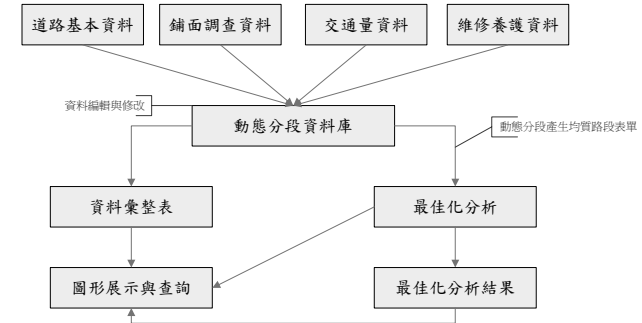 道路基本資料
鋪面調查資料
交通量資料
維修養護資料
資料編輯與修改
動態分段資料庫
動態分段產生均質路段表單
資料彙整表
最佳化分析
圖形展示與查詢
最佳化分析結果